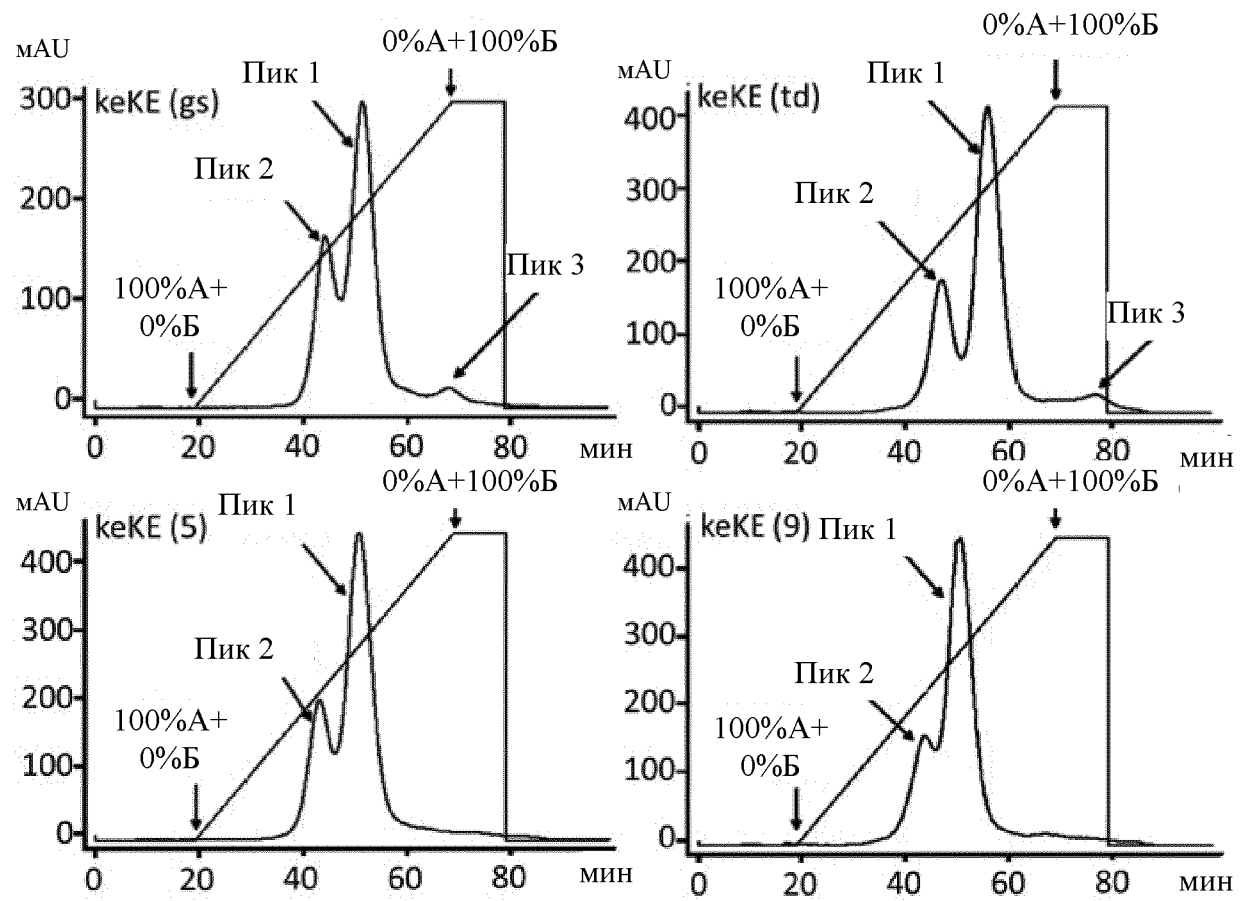 мAU
0%А+100%Б
Пик 1
300
keKE (gs)
Пик 2
200
100%А+
0%Б
Пик 3
100
0
0
20
40
60
80
мин
0%А+100%Б
мAU
Пик 1
keKE (td)
400
Пик 2
300
200
100%А+
0%Б
Пик 3
100
0
0
20
40
60
80
мин
мAU
Пик 1
0%А+100%Б
keKE (5)
400
300
Пик 2
200
100%А+
0%Б
100
0
0
20
40
60
80
мин
мAU
0%А+100%Б
keKE (9)
Пик 1
400
300
Пик 2
200
100%А+
0%Б
100
0
0
20
40
60
80
мин